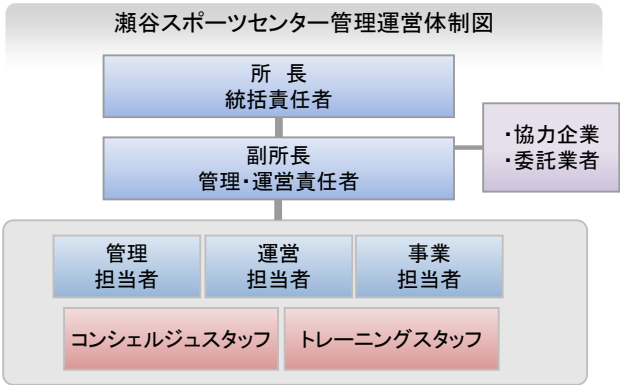 瀬谷スポーツセンター管理運営体制図
所 長
統括責任者
副所長
管理・運営責任者
・協力企業
・委託業者
管理
担当者
運営
担当者
事業
担当者
コンシェルジュスタッフ
トレーニングスタッフ